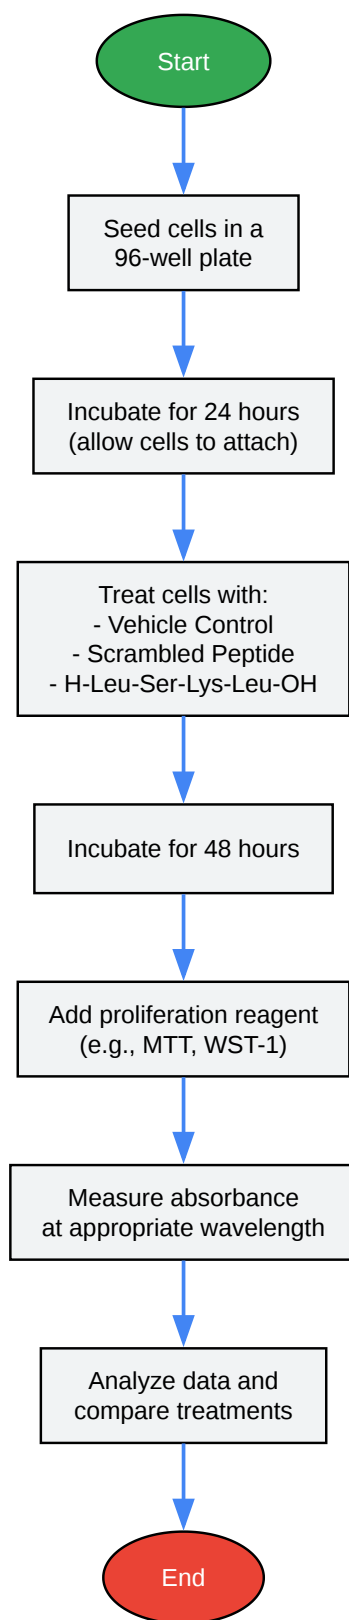 Start
Seed cells in a
96-well plate
Incubate for 24 hours
(allow cells to attach)
Treat cells with:
- Vehicle Control
- Scrambled Peptide
- H-Leu-Ser-Lys-Leu-OH
Incubate for 48 hours
Add proliferation reagent
(e.g., MTT, WST-1)
Measure absorbance
at appropriate wavelength
Analyze data and
compare treatments
End